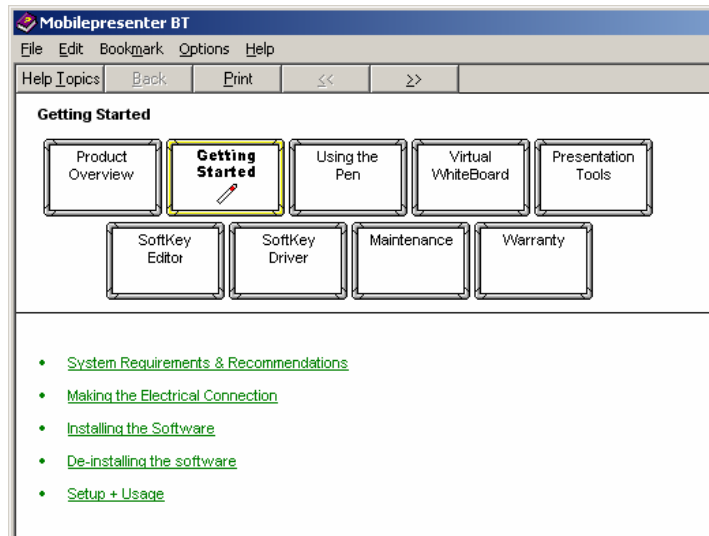 Mobilepresenter BT
File Edit Bookmark Options Help
Help Topics Back Print << >>
Getting Started
Product Overview
Getting Started
Using the Pen
Virtual WhiteBoard
Presentation Tools
SoftKey Editor
SoftKey Driver
Maintenance
Warranty
• System Requirements & Recommendations
• Making the Electrical Connection
• Installing the Software
• De-installing the software
• Setup + Usage